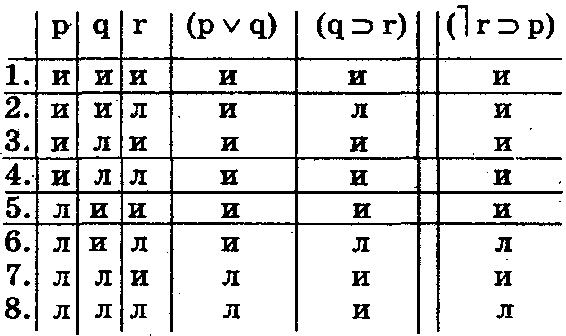 p q r (p ∨ q) (q ⊃ r) (⌉r ⊃ p)
1. и и и и и и
2. и и л и л и
3. и л и и и и
4. и л л и и и
5. л и и и и и
6. л и л и л л
7. л л и л и и
8. л л л л и л